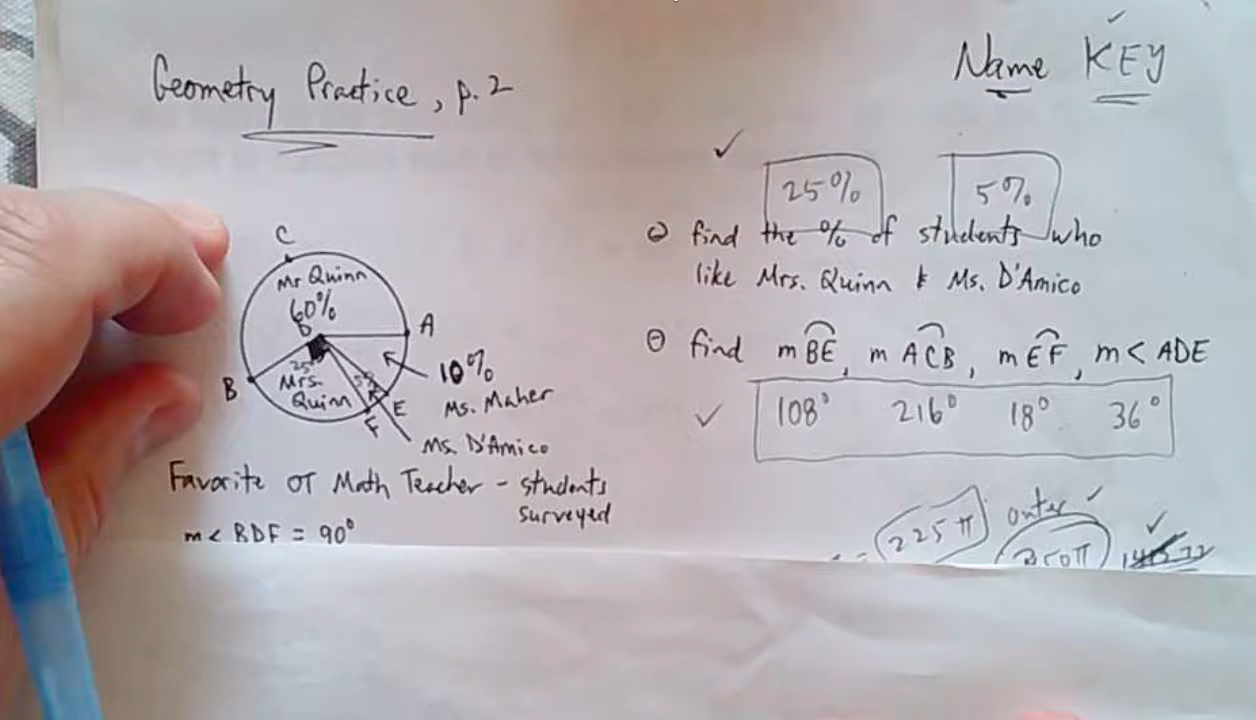 Geometry Practice, p. 2
Name KEY
C
Mr Quinn
60%
D
A
B
25%
Mrs.
Quinn
5%
E
F
10%
Ms. Maher
Ms. D'Amico
Favorite OT Math Teacher - students
surveyed
m< BDF = 90°
25% 5%
find the % of students who
like Mrs. Quinn & Ms. D'Amico
find mBE, m ACB, m EF, m< ADE
108° 216° 18° 36°
outer
225π 350π